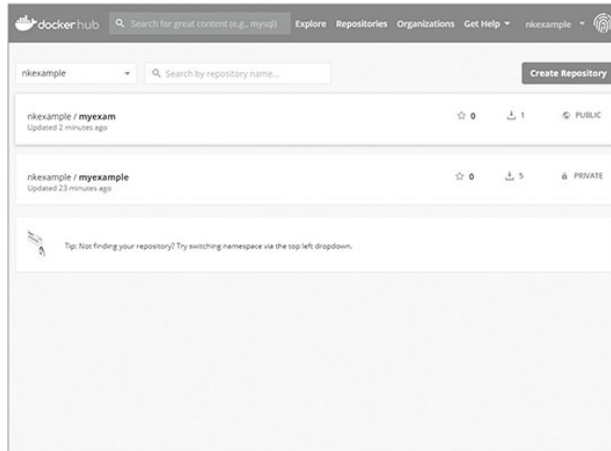 dockerhub Search for great content (e.g., mysql) Explore Repositories Organizations Get Help nkexample
nkexample Search by repository name... Create Repository
nkexample / myexam 0 1 PUBLIC
Updated 2 minutes ago
nkexample / myexample 0 5 PRIVATE
Updated 23 minutes ago
Tip: Not finding your repository? Try switching namespace via the top left dropdown.